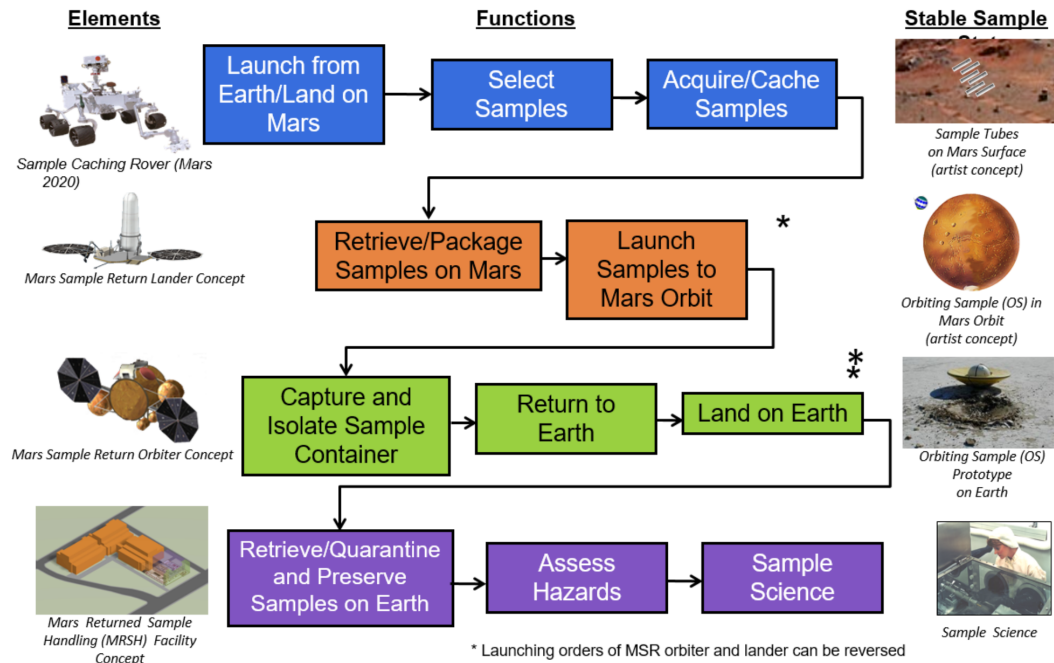 Elements
Functions
Stable Sample
Launch from
Earth/Land on
Mars
Select
Samples
Acquire/Cache
Samples
Sample Caching Rover (Mars
2020)
Sample Tubes
on Mars Surface
(artist concept)
Retrieve/Package
Samples on Mars
Launch
Samples to
Mars Orbit
*
Mars Sample Return Lander Concept
Orbiting Sample (OS) in
Mars Orbit
(artist concept)
Capture and
Isolate Sample
Container
Return to
Earth
Land on Earth
*
*
Mars Sample Return Orbiter Concept
Orbiting Sample (OS)
Prototype
on Earth
Retrieve/Quarantine
and Preserve
Samples on Earth
Assess
Hazards
Sample
Science
Mars Returned Sample
Handling (MRSH) Facility
Concept
Sample Science
* Launching orders of MSR orbiter and lander can be reversed